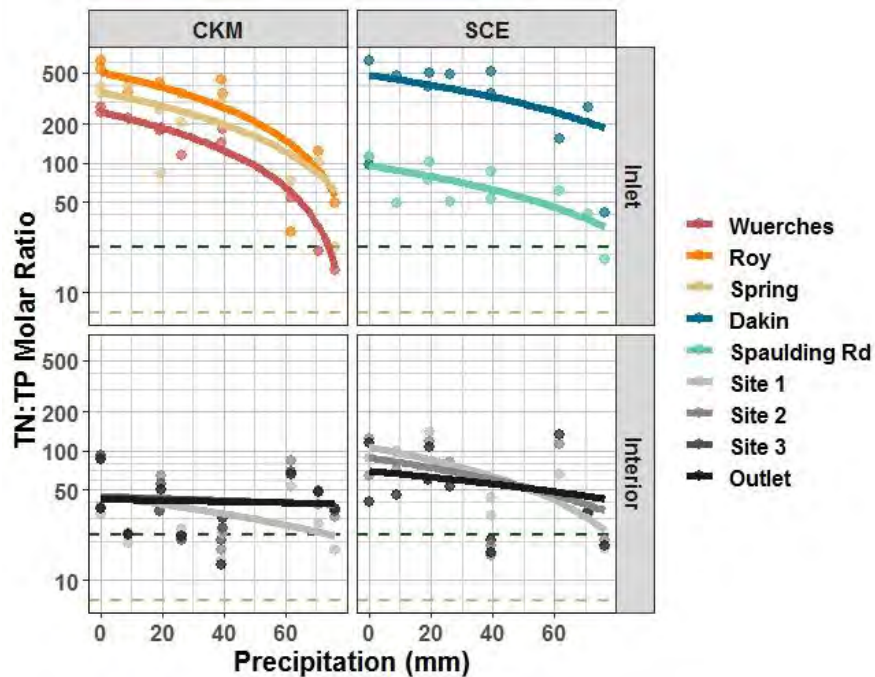 CKM
SCE
500
200
100
50
10
Inlet
500
200
100
50
10
Interior
TN:TP Molar Ratio
0 20 40 60
0 20 40 60
Precipitation (mm)
Wuerches
Roy
Spring
Dakin
Spaulding Rd
Site 1
Site 2
Site 3
Outlet